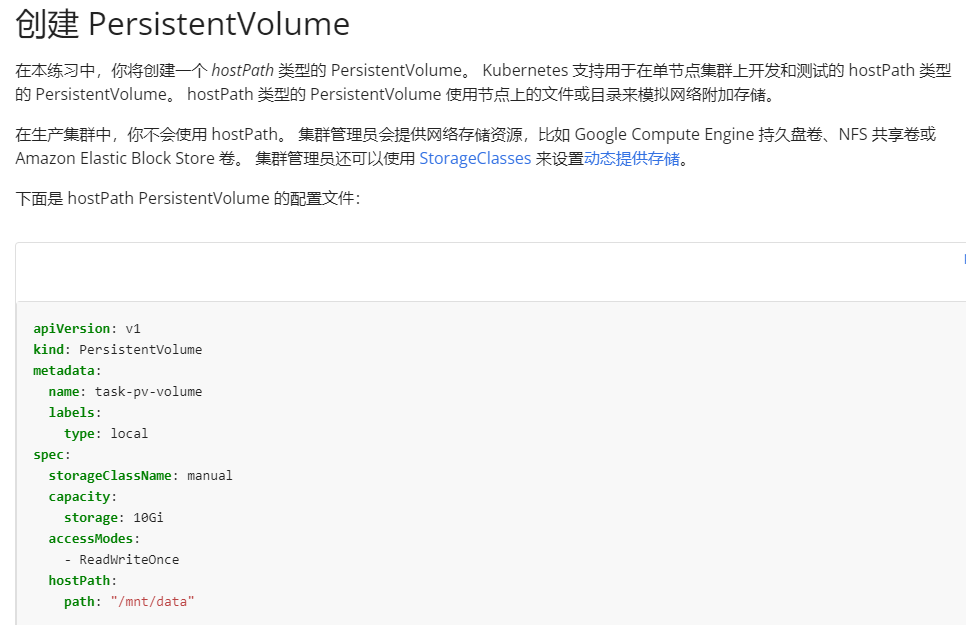 创建 PersistentVolume
在本练习中，你将创建一个 hostPath 类型的 PersistentVolume。 Kubernetes 支持用于在单节点集群上开发和测试的 hostPath 类型
的 PersistentVolume。 hostPath 类型的 PersistentVolume 使用节点上的文件或目录来模拟网络附加存储。
在生产集群中，你不会使用 hostPath。 集群管理员会提供网络存储资源，比如 Google Compute Engine 持久盘卷、NFS 共享卷或
Amazon Elastic Block Store 卷。 集群管理员还可以使用 StorageClasses 来设置动态提供存储。
下面是 hostPath PersistentVolume 的配置文件：
apiVersion: v1
kind: PersistentVolume
metadata:
  name: task-pv-volume
  labels:
    type: local
spec:
  storageClassName: manual
  capacity:
    storage: 10Gi
  accessModes:
    - ReadWriteOnce
  hostPath:
    path: "/mnt/data"